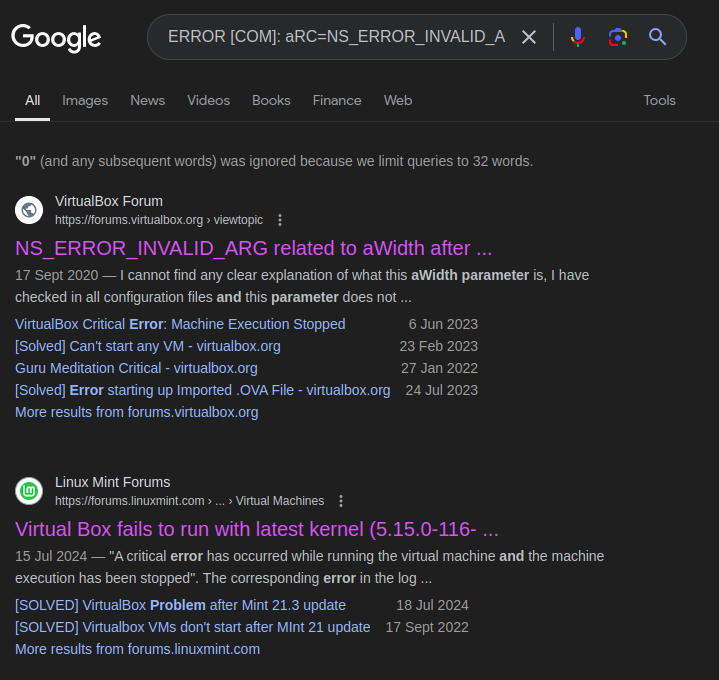 Google
ERROR [COM]: aRC=NS_ERROR_INVALID_A
All Images News Videos Books Finance Web Tools
"0" (and any subsequent words) was ignored because we limit queries to 32 words.
VirtualBox Forum
https://forums.virtualbox.org › viewtopic
NS_ERROR_INVALID_ARG related to aWidth after ...
17 Sept 2020 — I cannot find any clear explanation of what this aWidth parameter is, I have
checked in all configuration files and this parameter does not ...
VirtualBox Critical Error: Machine Execution Stopped 6 Jun 2023
[Solved] Can't start any VM - virtualbox.org 23 Feb 2023
Guru Meditation Critical - virtualbox.org 27 Jan 2022
[Solved] Error starting up Imported .OVA File - virtualbox.org 24 Jul 2023
More results from forums.virtualbox.org
Linux Mint Forums
https://forums.linuxmint.com › ... › Virtual Machines
Virtual Box fails to run with latest kernel (5.15.0-116- ...
15 Jul 2024 — "A critical error has occurred while running the virtual machine and the machine
execution has been stopped". The corresponding error in the log ...
[SOLVED] VirtualBox Problem after Mint 21.3 update 18 Jul 2024
[SOLVED] Virtualbox VMs don't start after MInt 21 update 17 Sept 2022
More results from forums.linuxmint.com